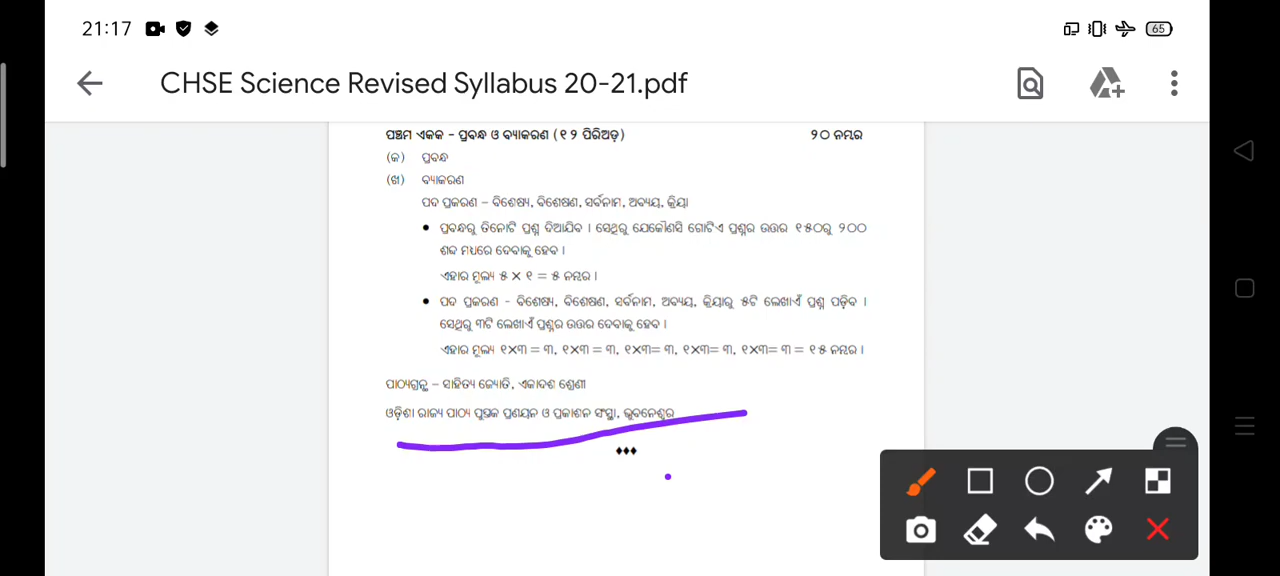 21:17
65
CHSE Science Revised Syllabus 20-21.pdf
ପଞ୍ଚମ ଏକକ - ପ୍ରବନ୍ଧ ଓ ବ୍ୟାକରଣ (୧୨ ପିରିଅଡ଼) ୨୦ ନମ୍ବର
(କ) ପ୍ରବନ୍ଧ
(ଖ) ବ୍ୟାକରଣ
ପଦ ପ୍ରକରଣ – ବିଶେଷ୍ୟ, ବିଶେଷଣ, ସର୍ବନାମ, ଅବ୍ୟୟ, କ୍ରିୟା
• ପ୍ରବନ୍ଧରୁ ତିନୋଟି ପ୍ରଶ୍ନ ଦିଆଯିବ । ସେଥିରୁ ଯେକୌଣସି ଗୋଟିଏ ପ୍ରଶ୍ନର ଉତ୍ତର ୧୫୦ରୁ ୨୦୦
ଶବ୍ଦ ମଧ୍ୟରେ ଦେବାକୁ ହେବ ।
ଏହାର ମୂଲ୍ୟ ୫ × ୧ = ୫ ନମ୍ବର ।
• ପଦ ପ୍ରକରଣ - ବିଶେଷ୍ୟ, ବିଶେଷଣ, ସର୍ବନାମ, ଅବ୍ୟୟ, କ୍ରିୟାରୁ ୫ଟି ଲେଖାଏଁ ପ୍ରଶ୍ନ ପଡ଼ିବ ।
ସେଥିରୁ ୩ଟି ଲେଖାଏଁ ପ୍ରଶ୍ନର ଉତ୍ତର ଦେବାକୁ ହେବ ।
ଏହାର ମୂଲ୍ୟ ୧×୩ = ୩, ୧×୩ = ୩, ୧×୩= ୩, ୧×୩= ୩, ୧×୩= ୩ = ୧୫ ନମ୍ବର ।
ପାଠ୍ୟଗ୍ରନ୍ଥ – ସାହିତ୍ୟ ଜ୍ୟୋତି, ଏକାଦଶ ଶ୍ରେଣୀ
ଓଡ଼ିଶା ରାଜ୍ୟ ପାଠ୍ୟ ପୁସ୍ତକ ପ୍ରଣୟନ ଓ ପ୍ରକାଶନ ସଂସ୍ଥା, ଭୁବନେଶ୍ୱର